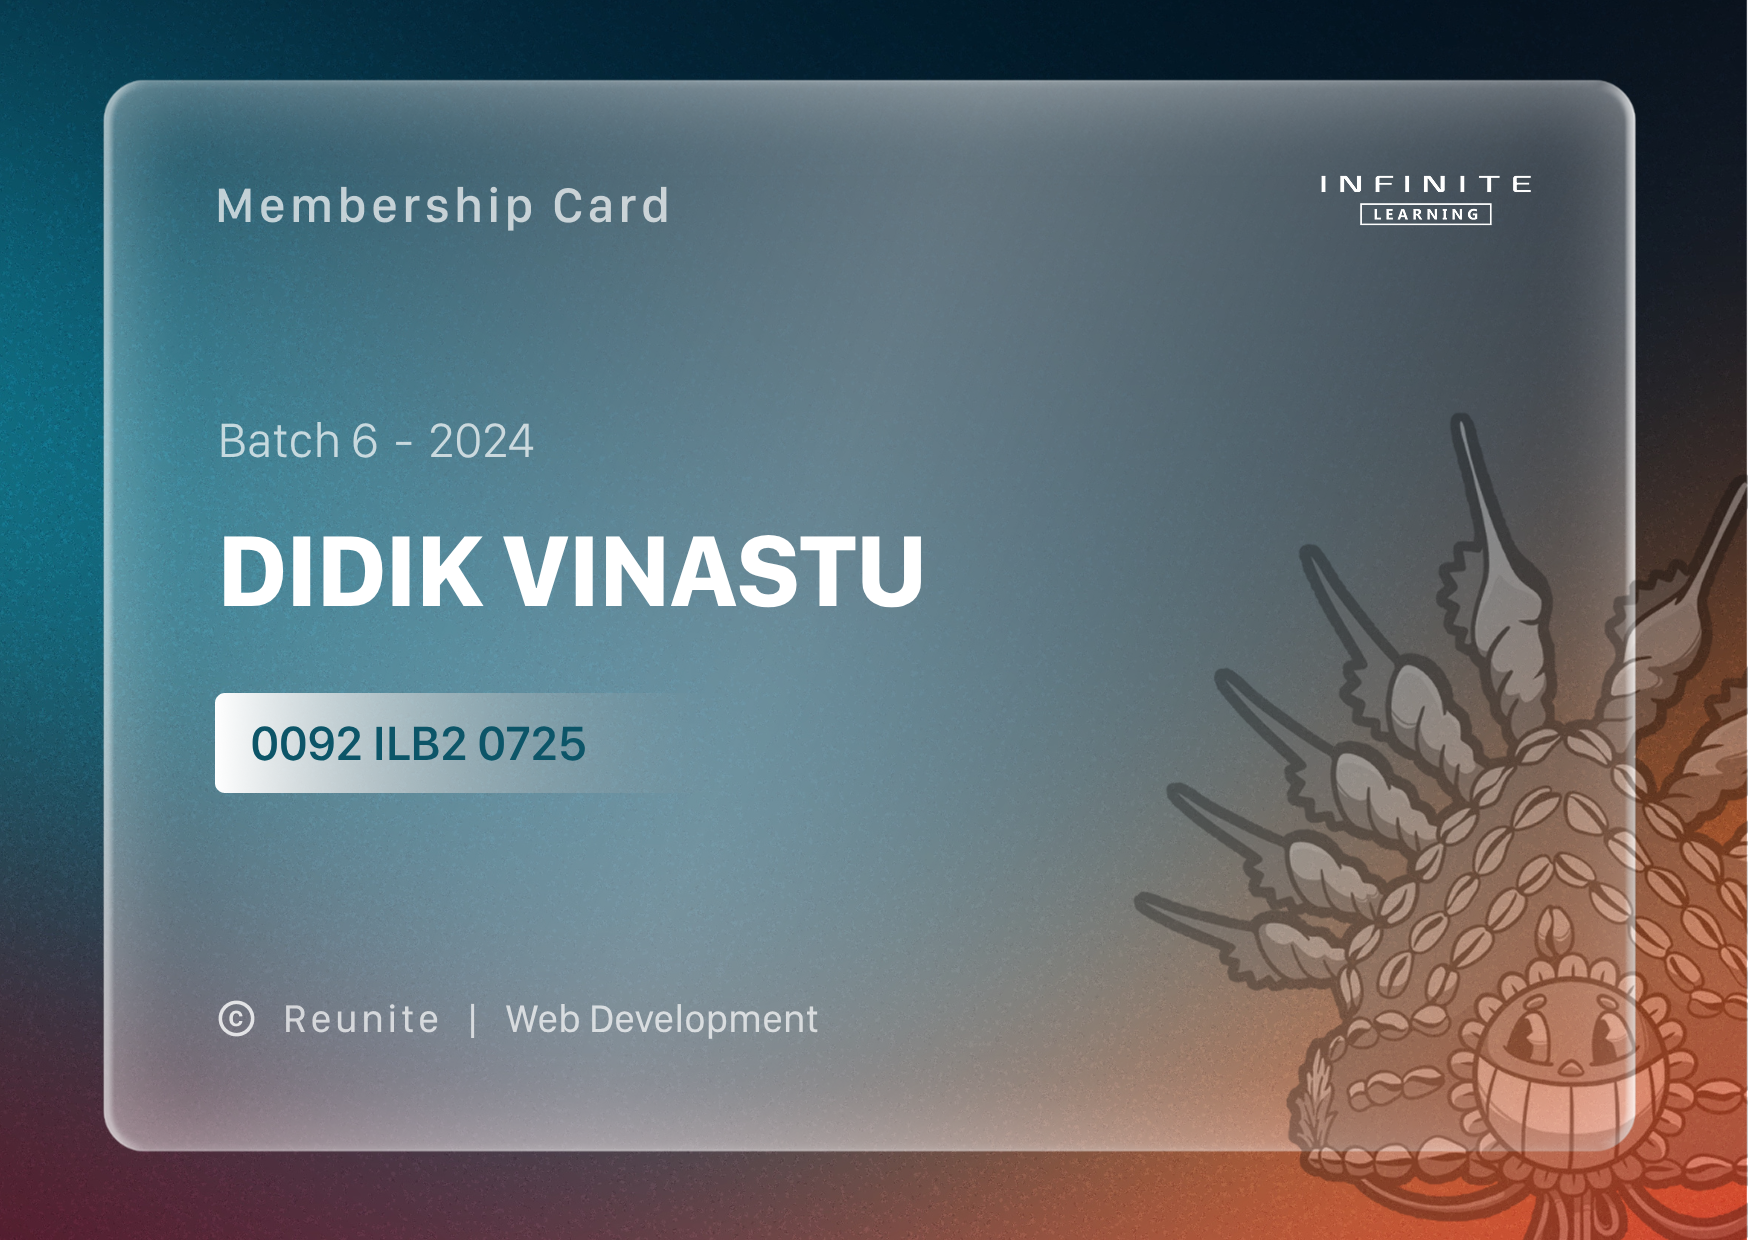 Membership Card
INFINITE
LEARNING
Batch 6 - 2024
DIDIK VINASTU
0092 ILB2 0725
© Reunite | Web Development